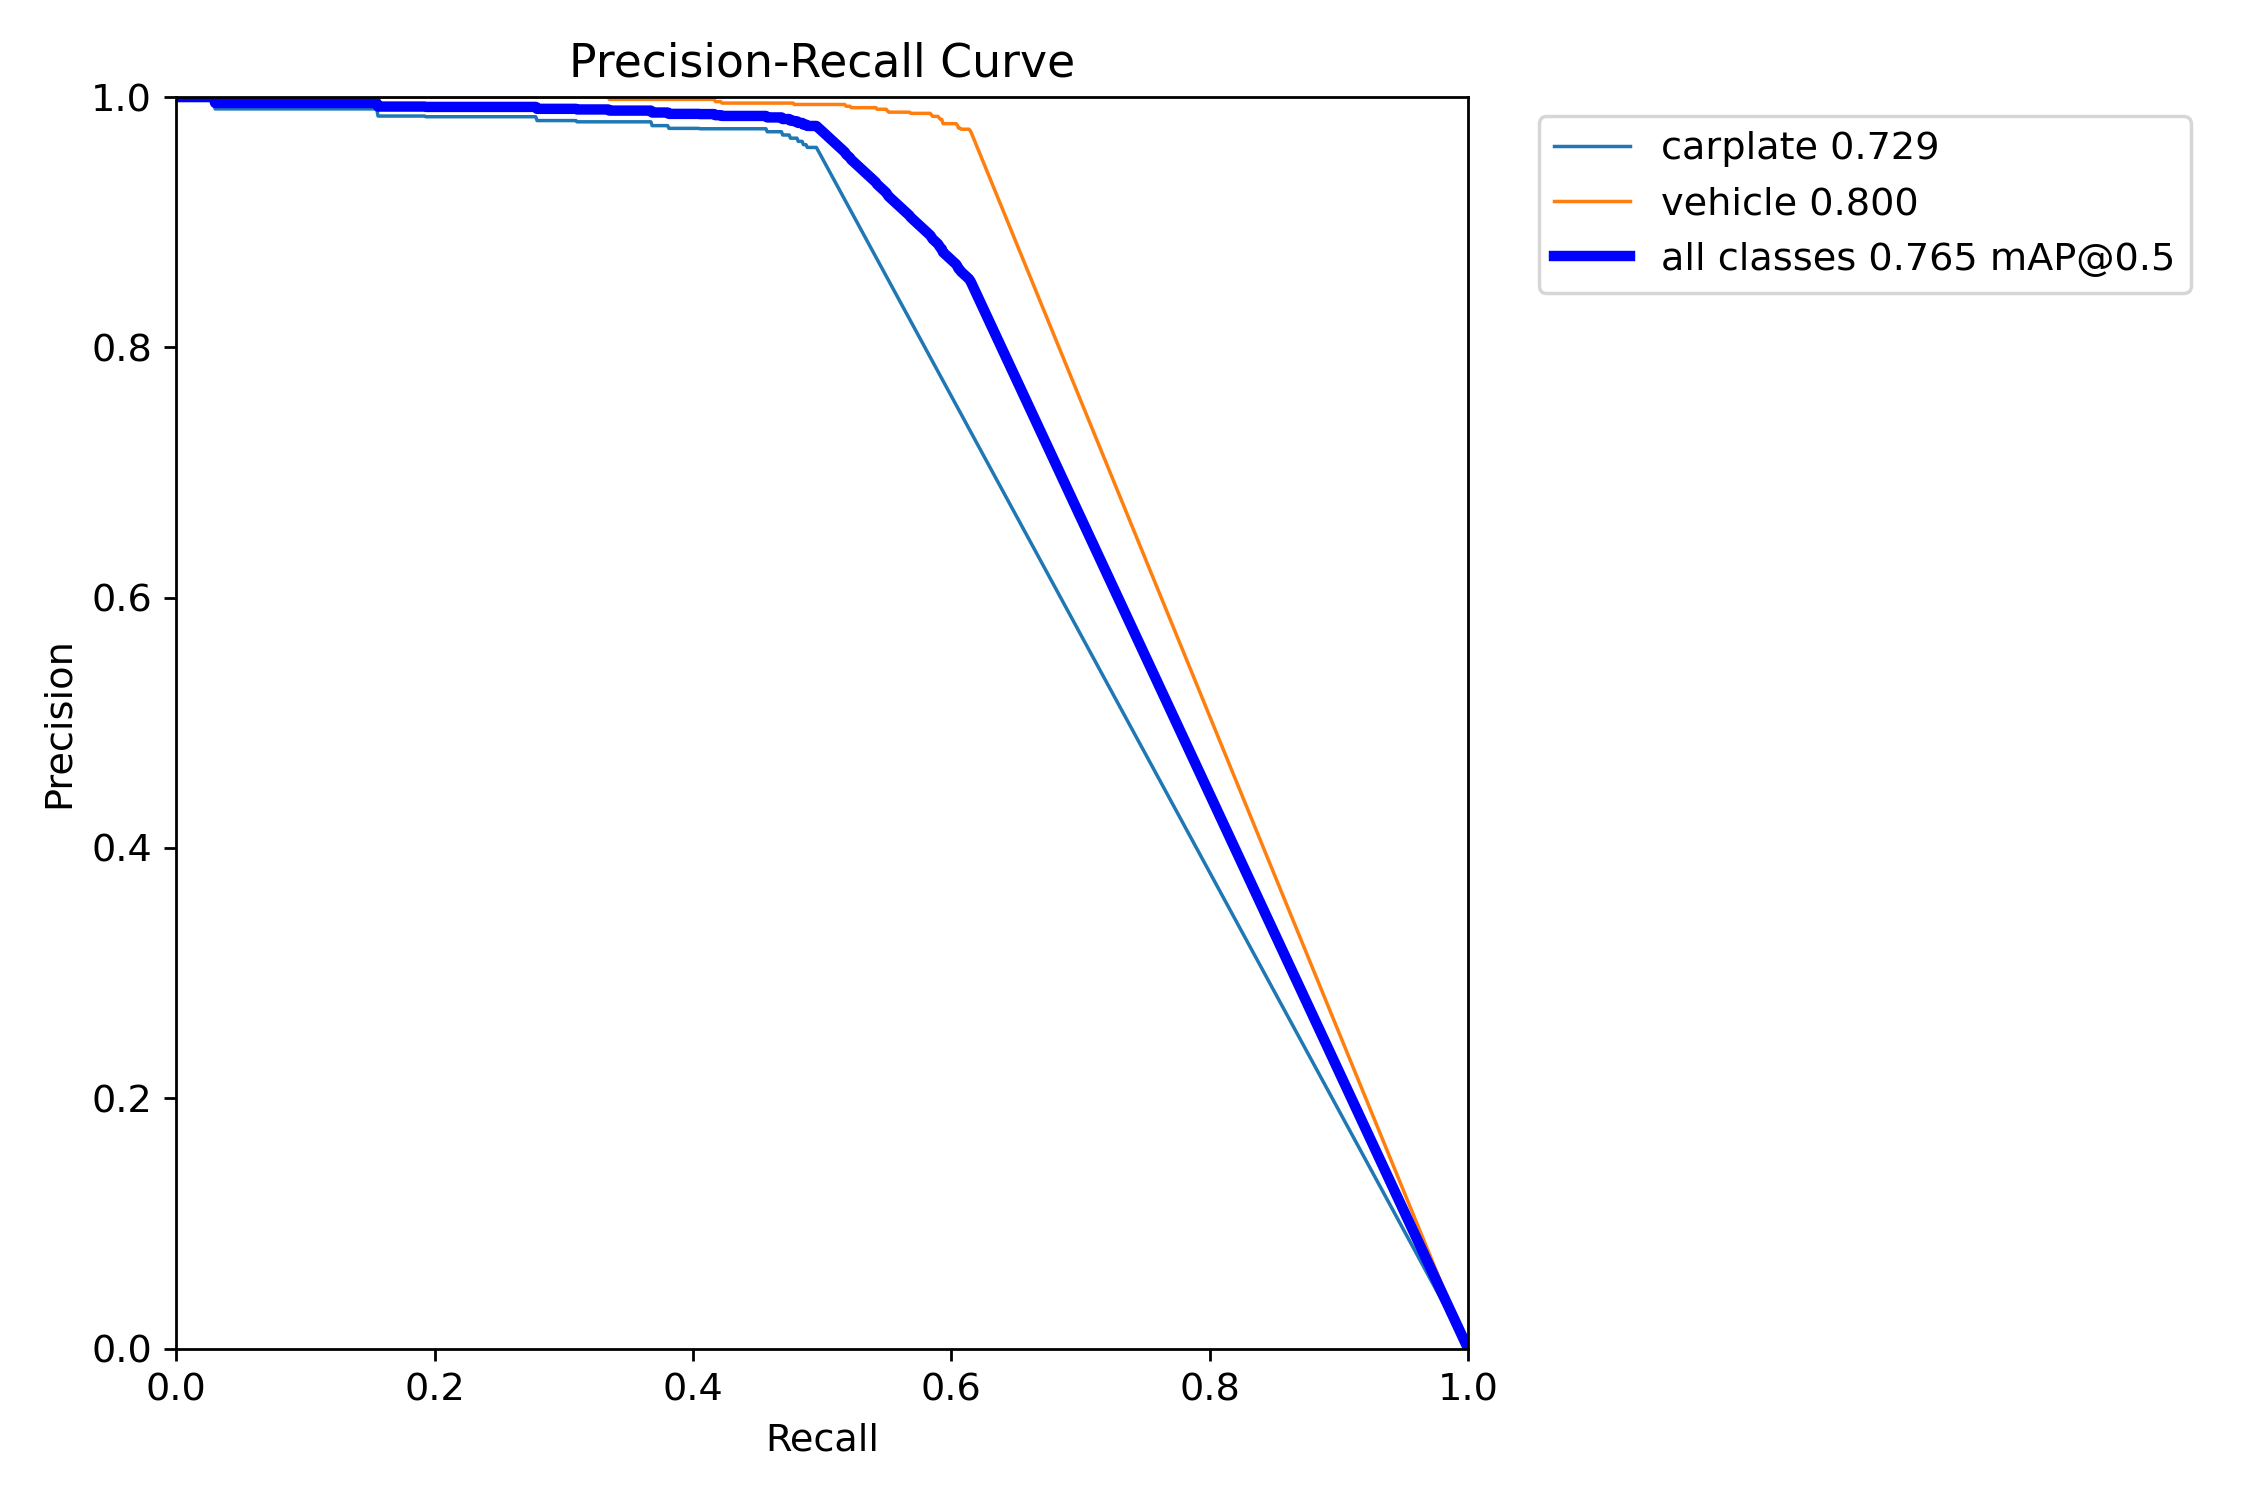 Precision-Recall Curve
1.0
0.8
0.6
0.4
0.2
0.0
Precision
0.0 0.2 0.4 0.6 0.8 1.0
Recall
carplate 0.729
vehicle 0.800
all classes 0.765 mAP@0.5